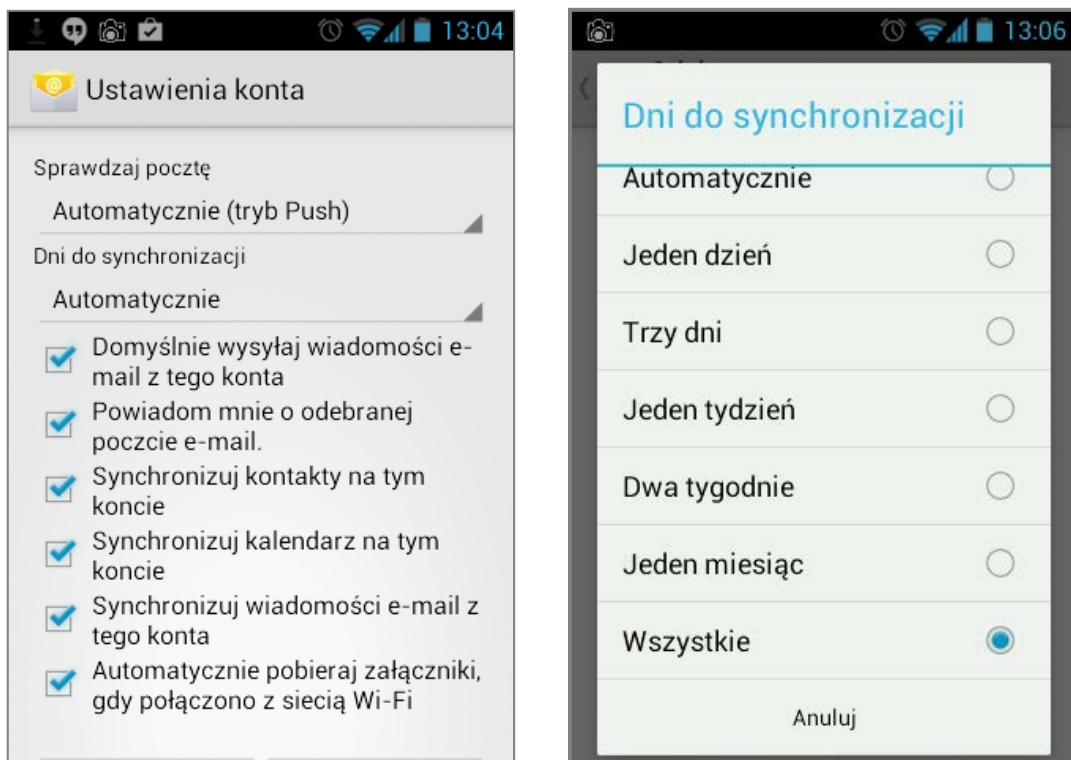 13:04
Ustawienia konta
Sprawdzaj pocztę
Automatycznie (tryb Push)
Dni do synchronizacji
Automatycznie
Domyślnie wysyłaj wiadomości e-
mail z tego konta
Powiadom mnie o odebranej
poczcie e-mail.
Synchronizuj kontakty na tym
koncie
Synchronizuj kalendarz na tym
koncie
Synchronizuj wiadomości e-mail z
tego konta
Automatycznie pobieraj załączniki,
gdy połączono z siecią Wi-Fi
13:06
Dni do synchronizacji
Automatycznie
Jeden dzień
Trzy dni
Jeden tydzień
Dwa tygodnie
Jeden miesiąc
Wszystkie
Anuluj